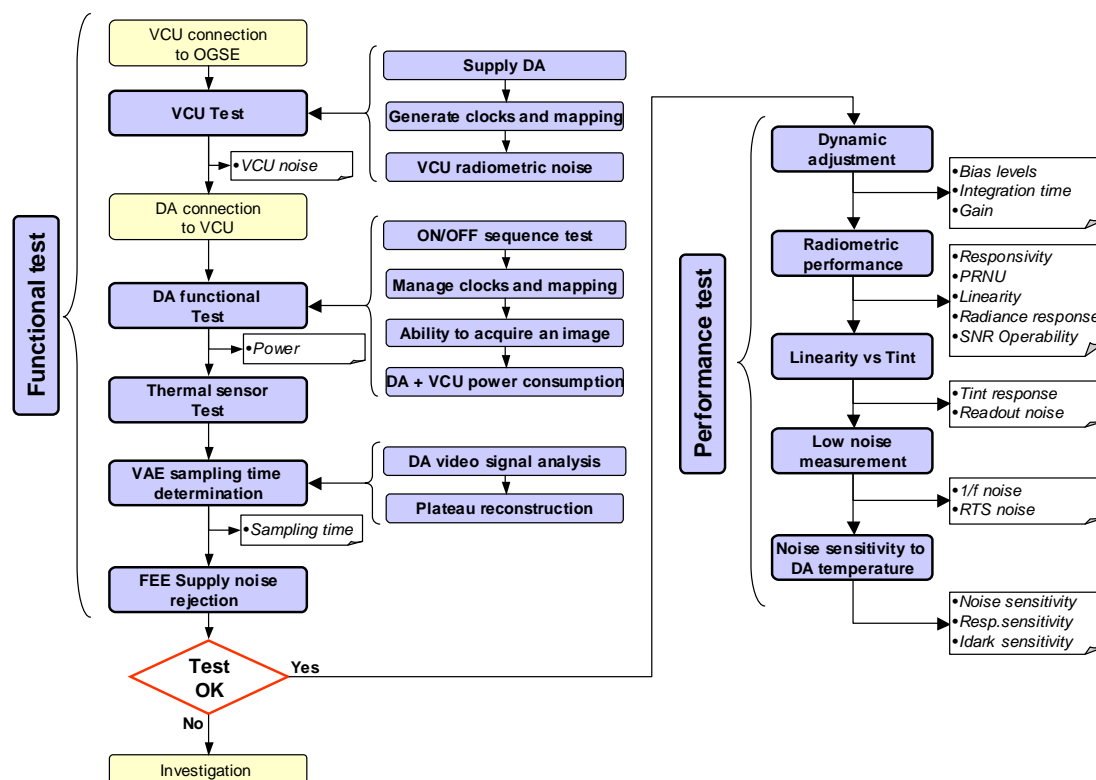 Functional test
VCU connection
to OGSE
VCU Test
•VCU noise
DA connection
to VCU
DA functional
Test
•Power
Thermal sensor
Test
VAE sampling time
determination
•Sampling time
FEE Supply noise
rejection
Test
OK
Yes
No
Investigation
Supply DA
Generate clocks and mapping
VCU radiometric noise
ON/OFF sequence test
Manage clocks and mapping
Ability to acquire an image
DA + VCU power consumption
DA video signal analysis
Plateau reconstruction
Performance test
Dynamic
adjustment
•Bias levels
•Integration time
•Gain
Radiometric
performance
•Responsivity
•PRNU
•Linearity
•Radiance response
•SNR Operability
Linearity vs Tint
•Tint response
•Readout noise
Low noise
measurement
•1/f noise
•RTS noise
Noise sensitivity to
DA temperature
•Noise sensitivity
•Resp.sensitivity
•Idark sensitivity